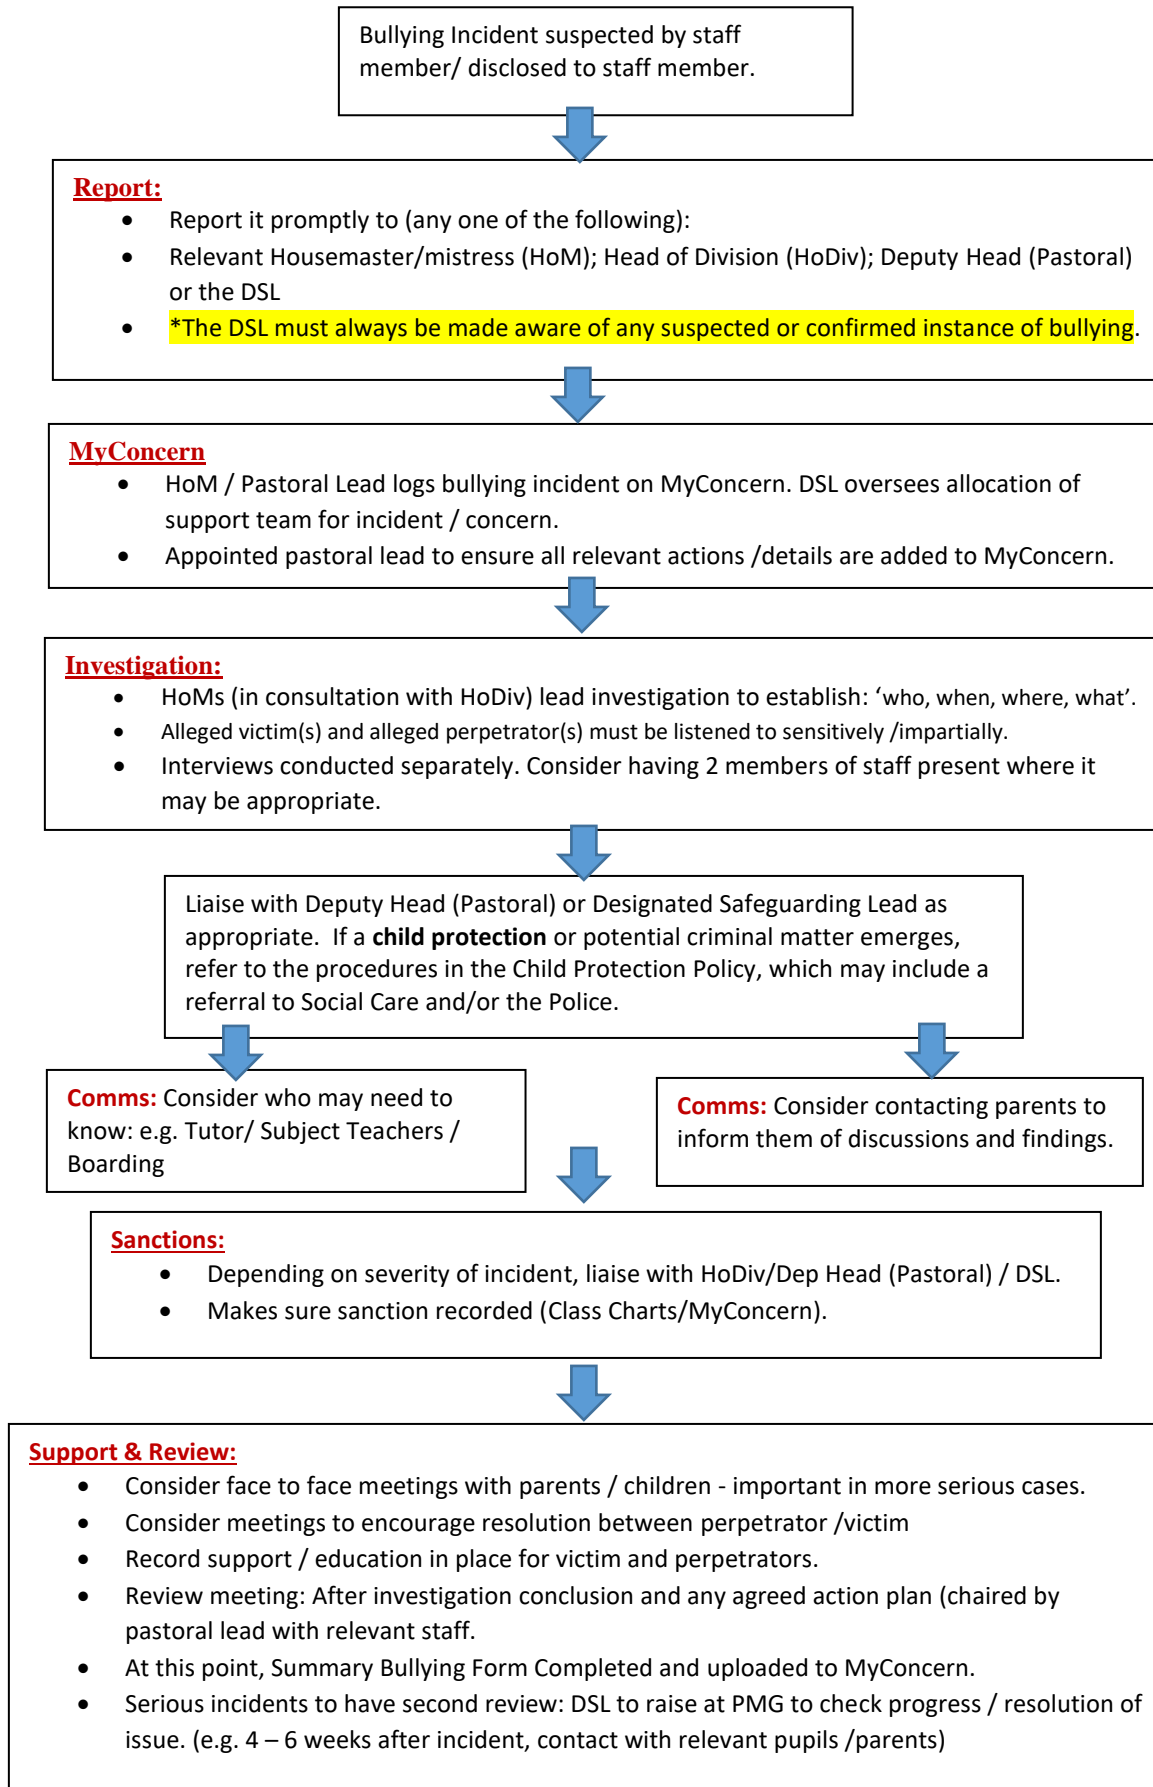 Bullying Incident suspected by staff
member/ disclosed to staff member.
Report:
• Report it promptly to (any one of the following):
• Relevant Housemaster/mistress (HoM); Head of Division (HoDiv); Deputy Head (Pastoral)
or the DSL
• *The DSL must always be made aware of any suspected or confirmed instance of bullying.
MyConcern
• HoM / Pastoral Lead logs bullying incident on MyConcern. DSL oversees allocation of
support team for incident / concern.
• Appointed pastoral lead to ensure all relevant actions /details are added to MyConcern.
Investigation:
• HoMs (in consultation with HoDiv) lead investigation to establish: ‘who, when, where, what’.
• Alleged victim(s) and alleged perpetrator(s) must be listened to sensitively /impartially.
• Interviews conducted separately. Consider having 2 members of staff present where it
may be appropriate.
Liaise with Deputy Head (Pastoral) or Designated Safeguarding Lead as
appropriate.  If a child protection or potential criminal matter emerges,
refer to the procedures in the Child Protection Policy, which may include a
referral to Social Care and/or the Police.
Comms: Consider who may need to
know: e.g. Tutor/ Subject Teachers /
Boarding
Comms: Consider contacting parents to
inform them of discussions and findings.
Sanctions:
• Depending on severity of incident, liaise with HoDiv/Dep Head (Pastoral) / DSL.
• Makes sure sanction recorded (Class Charts/MyConcern).
Support & Review:
• Consider face to face meetings with parents / children - important in more serious cases.
• Consider meetings to encourage resolution between perpetrator /victim
• Record support / education in place for victim and perpetrators.
• Review meeting: After investigation conclusion and any agreed action plan (chaired by
pastoral lead with relevant staff.
• At this point, Summary Bullying Form Completed and uploaded to MyConcern.
• Serious incidents to have second review: DSL to raise at PMG to check progress / resolution of
issue. (e.g. 4 – 6 weeks after incident, contact with relevant pupils /parents)